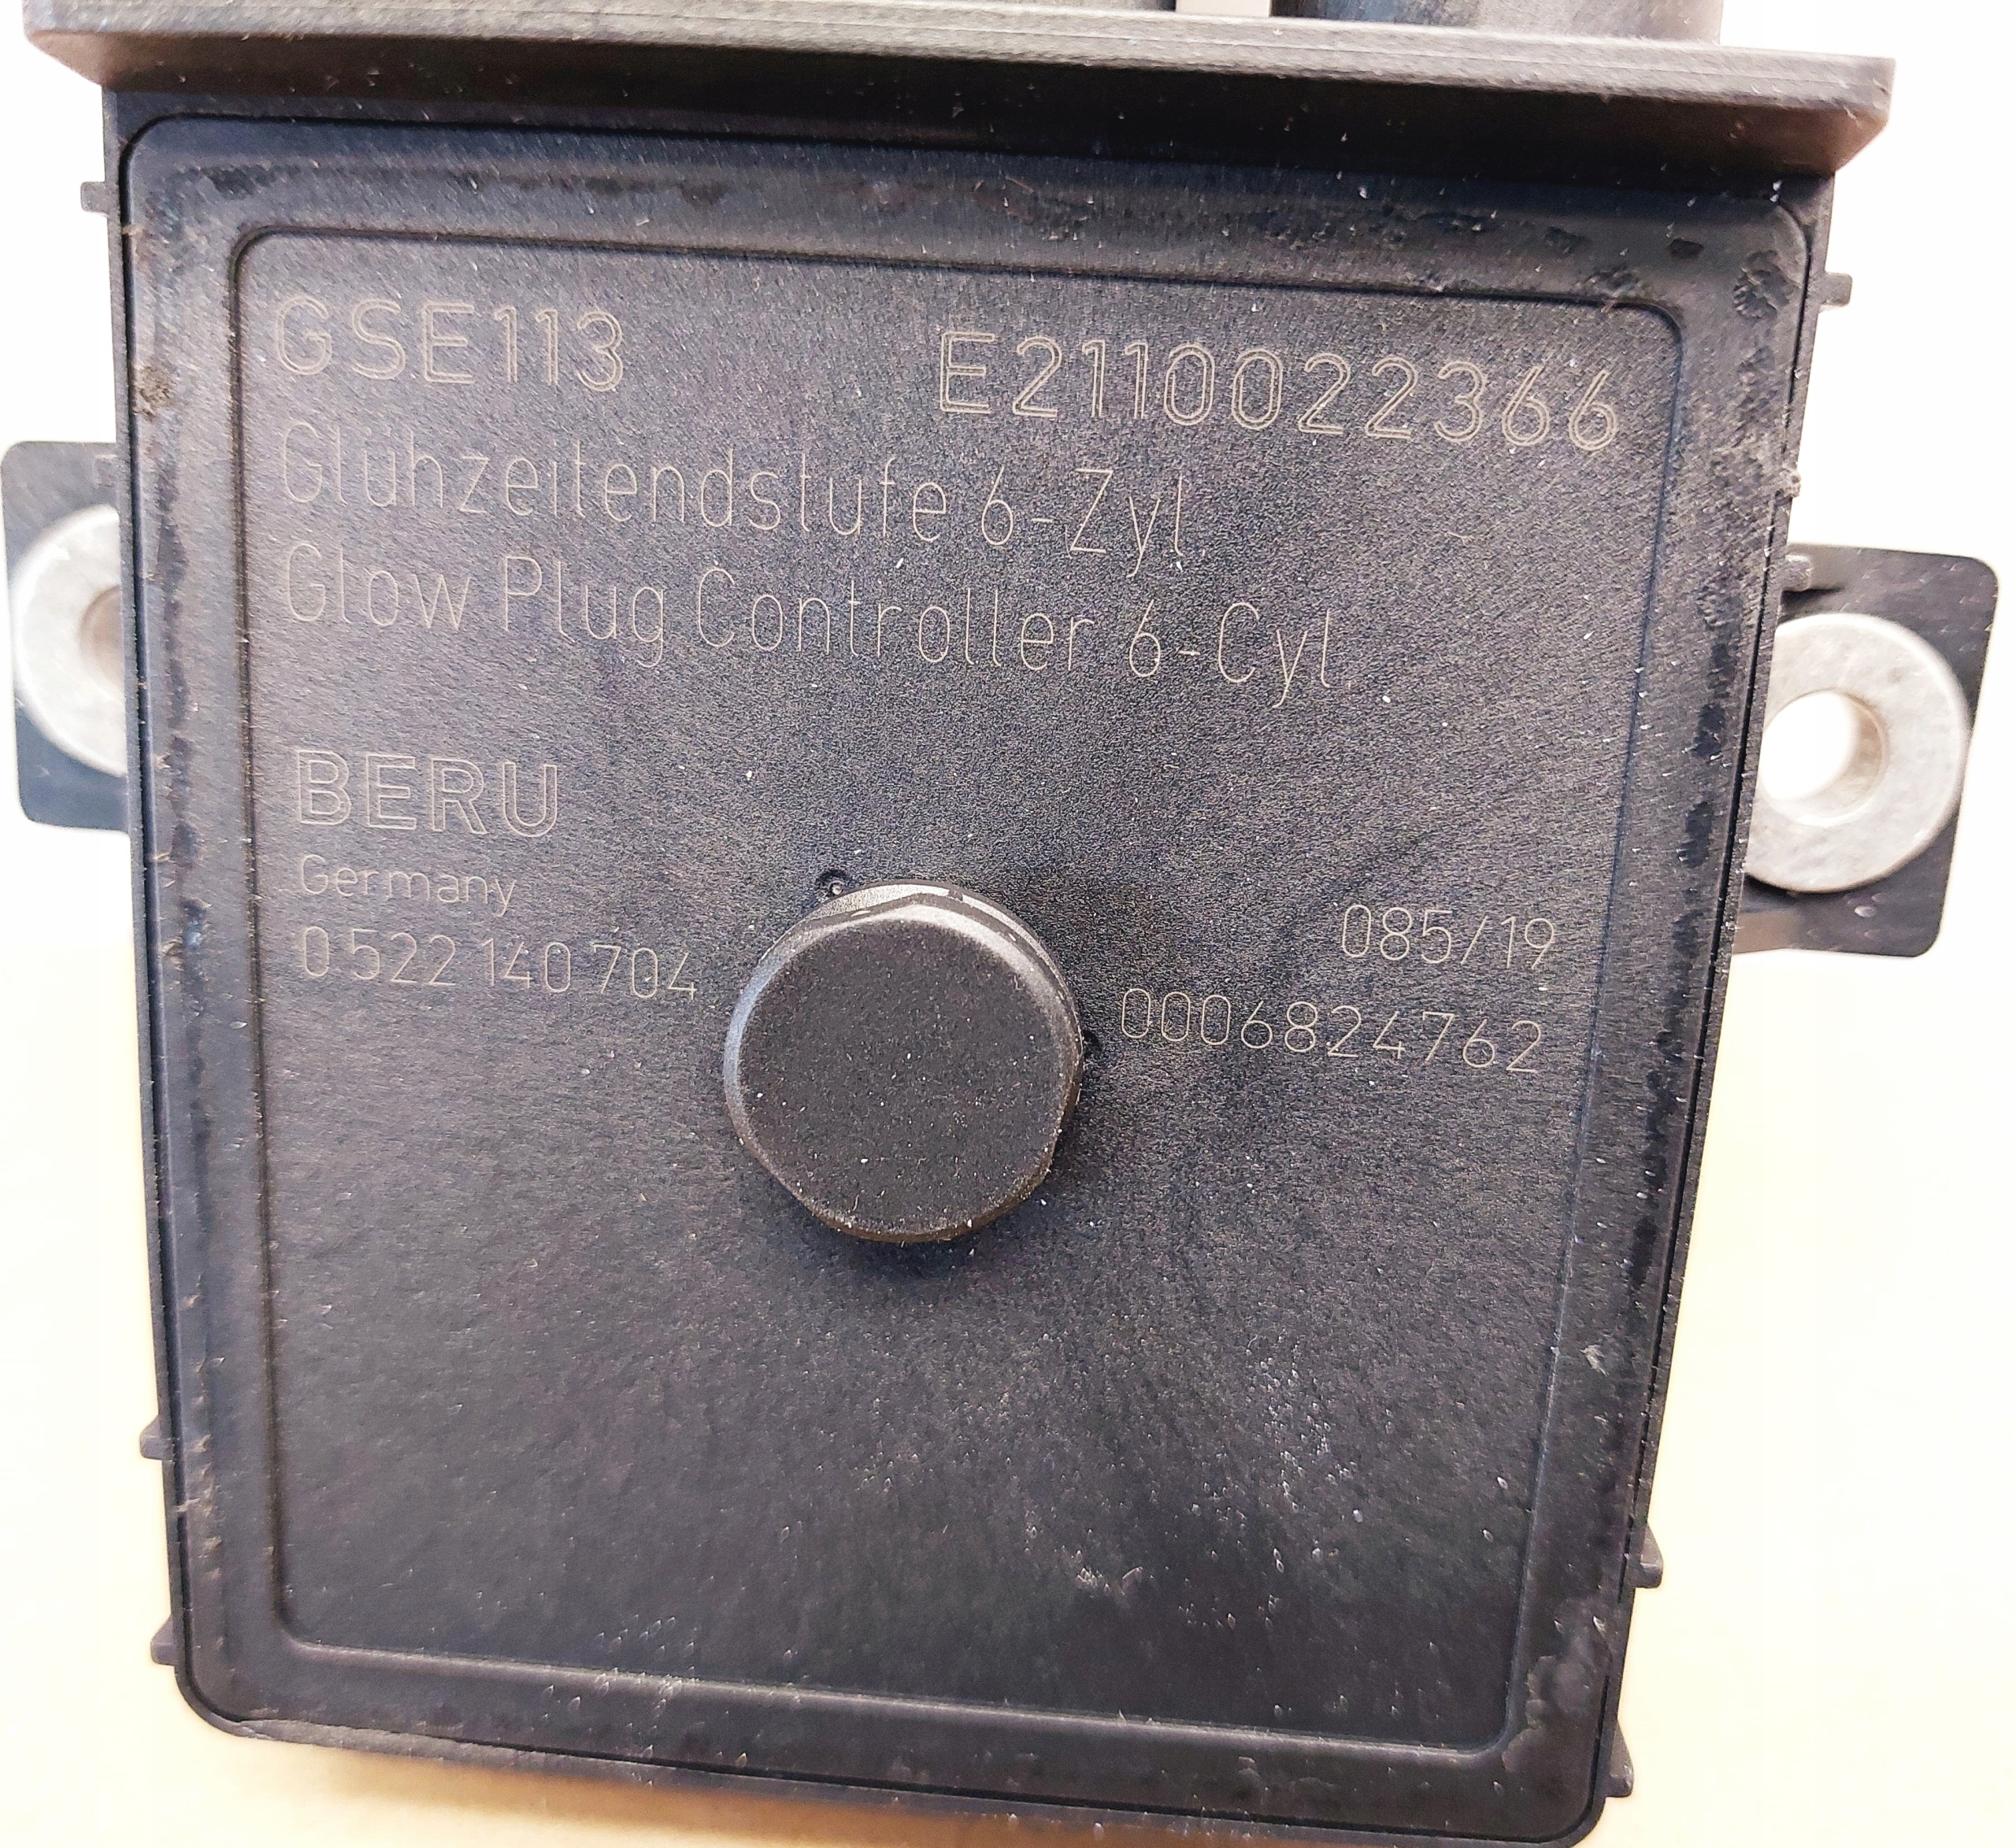 GSE113 E2110022366
Glühzeitendstufe 6-Zyl.
Glow Plug Controller 6-Cyl.
BERU
Germany
085/19
0 522 140 704 0006824762